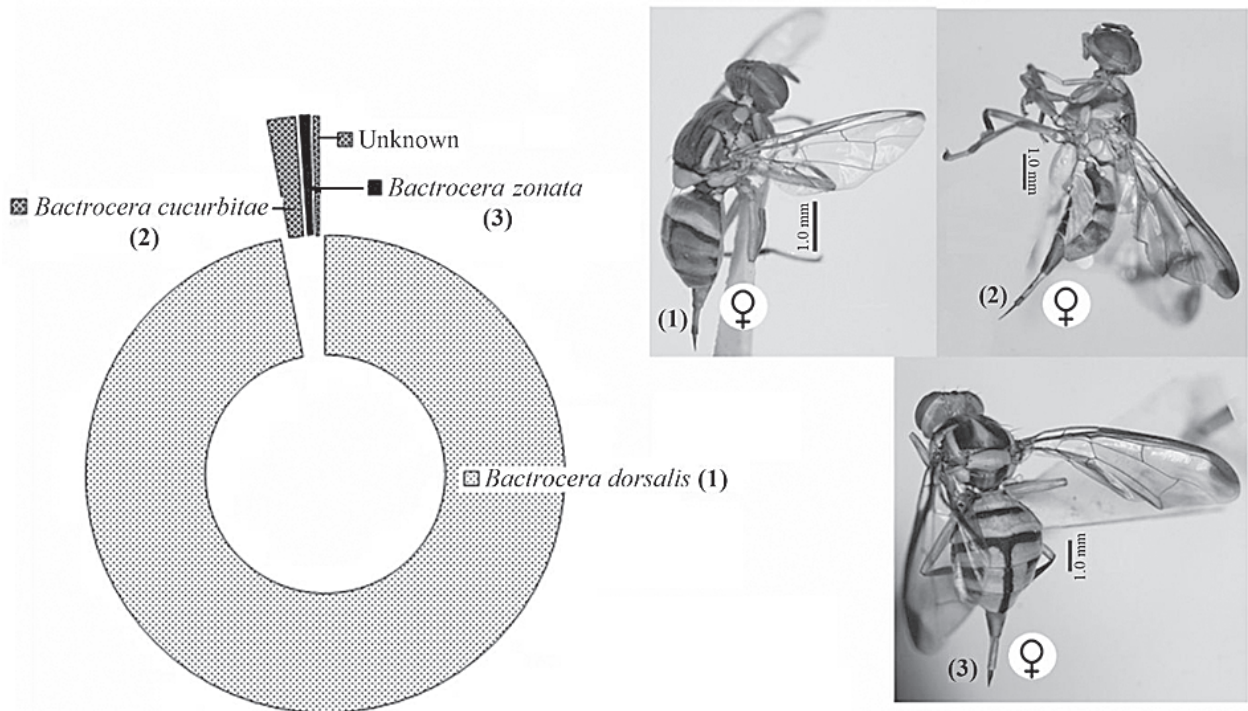 Unknown
Bactrocera zonata
(3)
Bactrocera cucurbitae
(2)
Bactrocera dorsalis (1)
1.0 mm
(1)
1.0 mm
(2)
1.0 mm
(3)